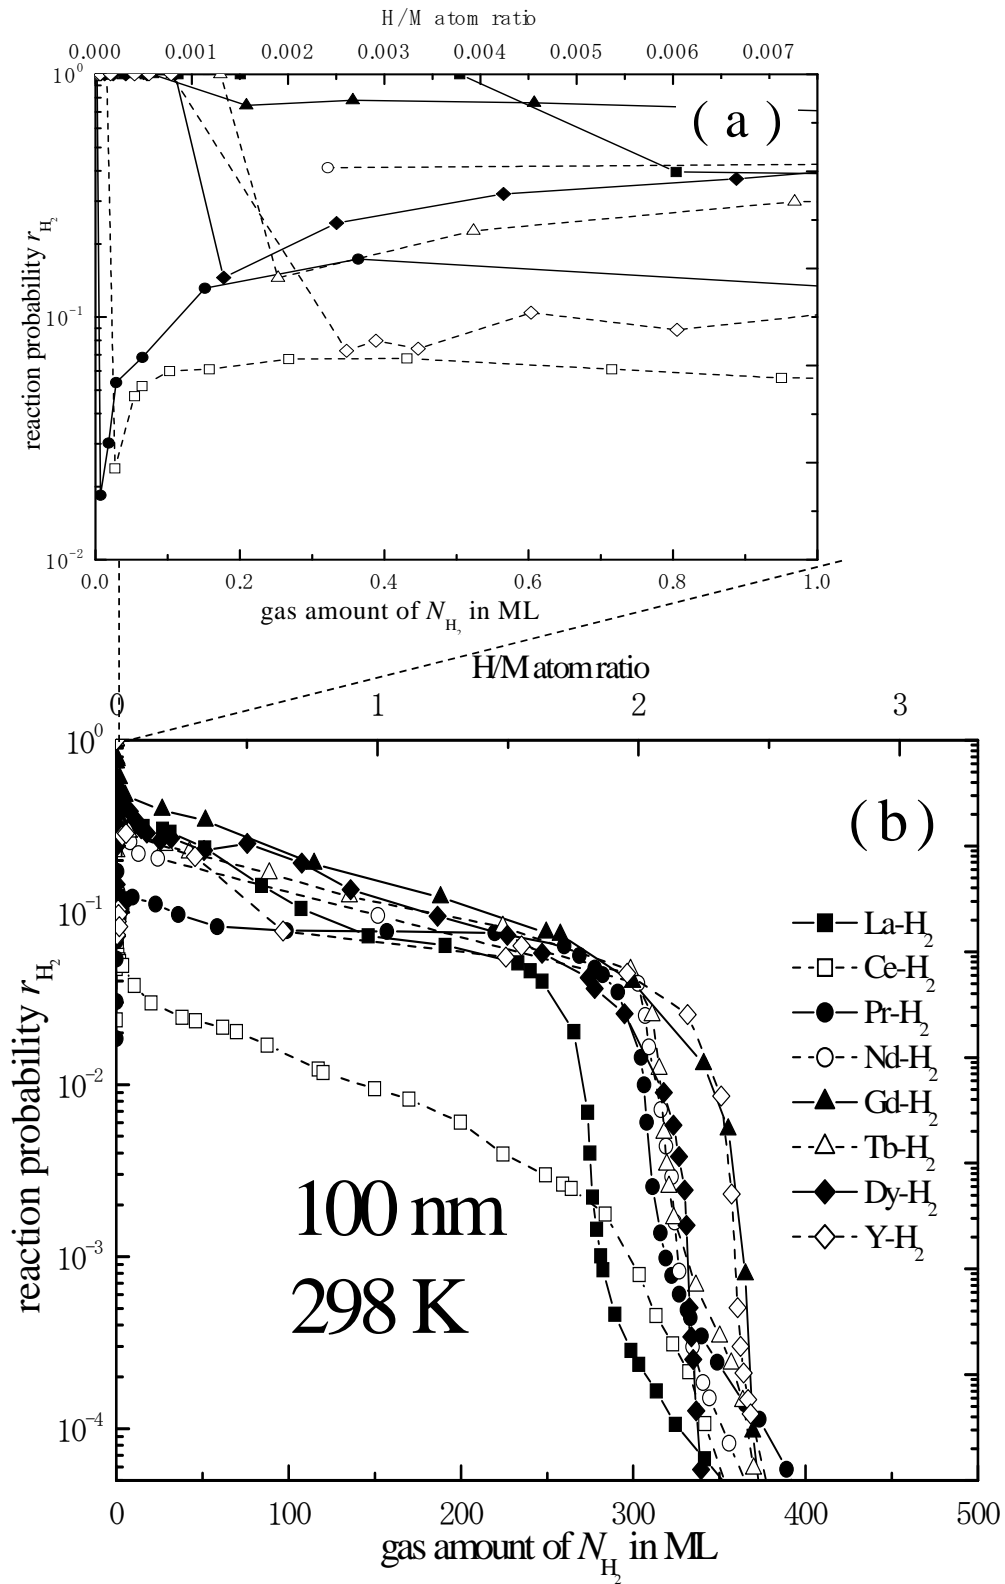 H/M atom ratio
0.000 0.001 0.002 0.003 0.004 0.005 0.006 0.007
10⁰
(a)
reaction probability r_H₂
10⁻¹
10⁻²
0.0 0.2 0.4 0.6 0.8 1.0
gas amount of N_H₂ in ML
H/M atom ratio
0 1 2 3
10⁰
(b)
reaction probability r_H₂
10⁻¹
La-H₂
Ce-H₂
Pr-H₂
Nd-H₂
Gd-H₂
Tb-H₂
Dy-H₂
Y-H₂
10⁻²
100 nm
298 K
10⁻³
10⁻⁴
0 100 200 300 400 500
gas amount of N_H₂ in ML